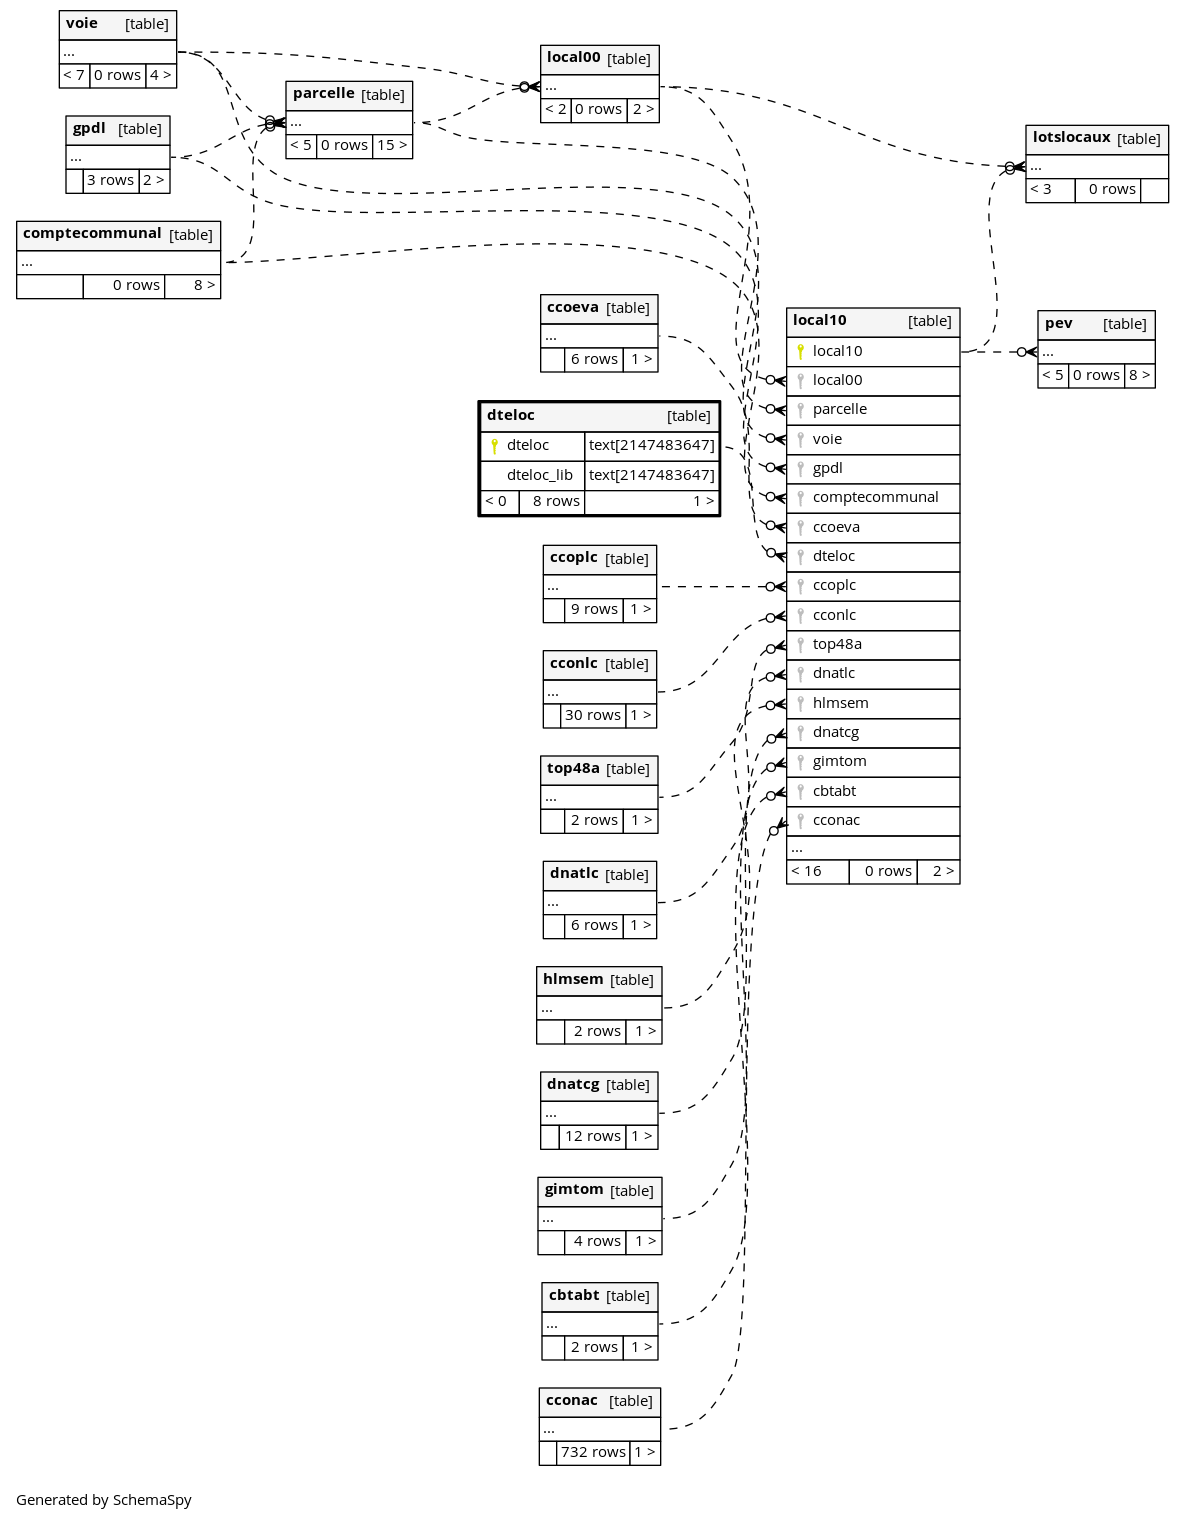 voie [table]
...
< 7 0 rows 4 >
local00 [table]
...
< 2 0 rows 2 >
parcelle [table]
...
< 5 0 rows 15 >
gpdl [table]
...
3 rows 2 >
lotslocaux [table]
...
< 3 0 rows
comptecommunal [table]
...
0 rows 8 >
ccoeva [table]
...
6 rows 1 >
local10 [table]
local10
local00
parcelle
voie
gpdl
comptecommunal
ccoeva
dteloc
ccoplc
cconlc
top48a
dnatlc
hlmsem
dnatcg
gimtom
cbtabt
cconac
...
< 16 0 rows 2 >
pev [table]
...
< 5 0 rows 8 >
dteloc [table]
dteloc text[2147483647]
dteloc_lib text[2147483647]
< 0 8 rows 1 >
ccoplc [table]
...
9 rows 1 >
cconlc [table]
...
30 rows 1 >
top48a [table]
...
2 rows 1 >
dnatlc [table]
...
6 rows 1 >
hlmsem [table]
...
2 rows 1 >
dnatcg [table]
...
12 rows 1 >
gimtom [table]
...
4 rows 1 >
cbtabt [table]
...
2 rows 1 >
cconac [table]
...
732 rows 1 >
Generated by SchemaSpy